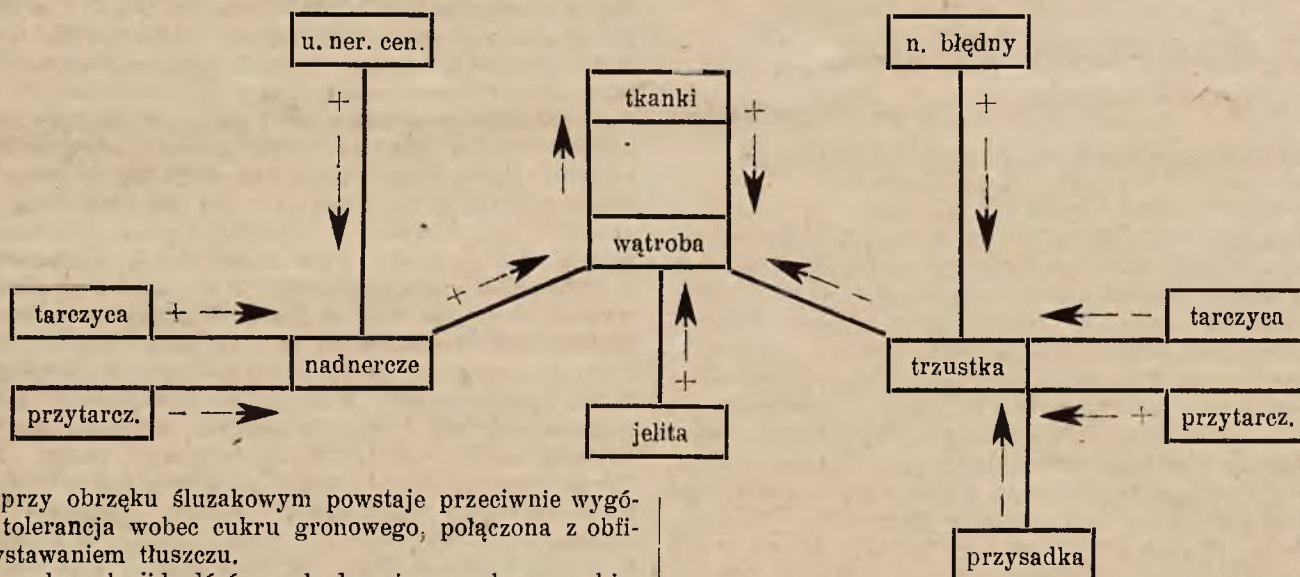 u. ner. cen.
n. błędny
+
tkanki
+
+
wątroba
+
-
tarczyca
+
-
tarczyca
nadnercze
trzustka
+
przytarcz.
-
jelita
+
przytarcz.
przy obrzęku śluzakowym powstaje przeciwnie wygó-
tolerancja wobec cukru gronowego, połączona z obfi-
ystawaniem tłuszczu.
przysadka